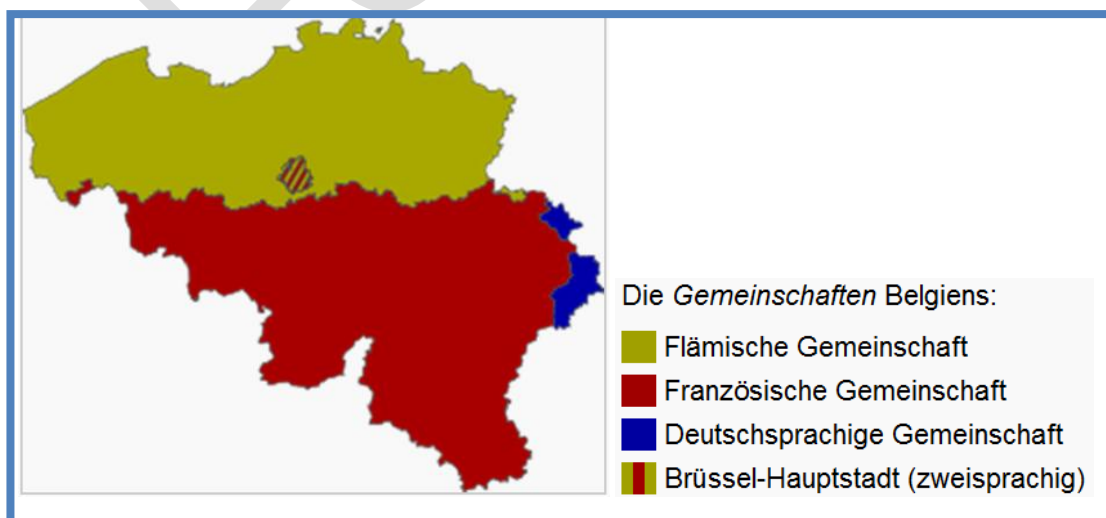 Die Gemeinschaften Belgiens:
Flämische Gemeinschaft
Französische Gemeinschaft
Deutschsprachige Gemeinschaft
Brüssel-Hauptstadt (zweisprachig)